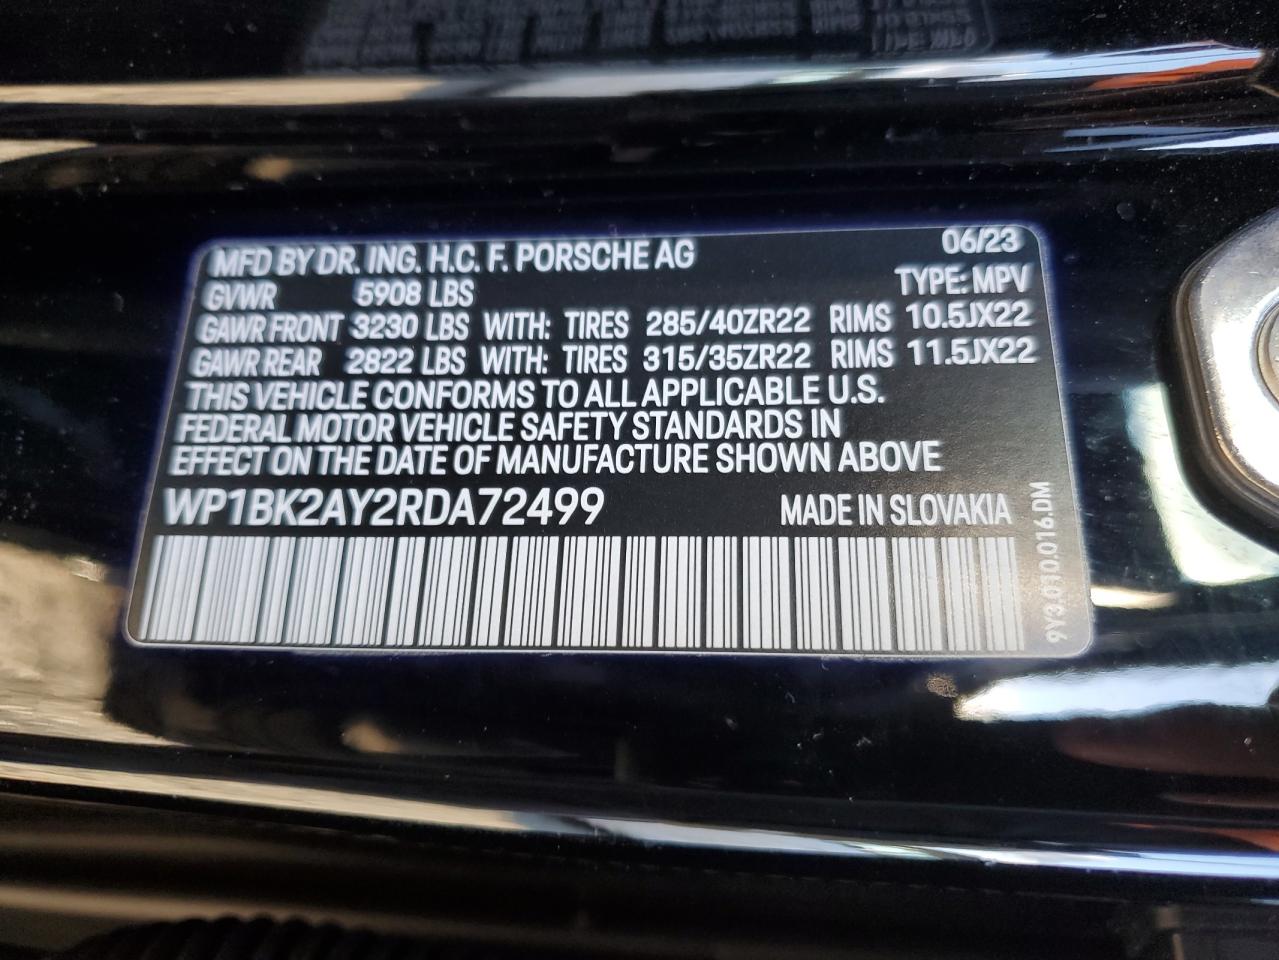 MFD BY DR. ING. H.C. F. PORSCHE AG 06/23
GVWR 5908 LBS TYPE: MPV
GAWR FRONT 3230 LBS WITH: TIRES 285/40ZR22 RIMS 10.5JX22
GAWR REAR 2822 LBS WITH: TIRES 315/35ZR22 RIMS 11.5JX22
THIS VEHICLE CONFORMS TO ALL APPLICABLE U.S.
FEDERAL MOTOR VEHICLE SAFETY STANDARDS IN
EFFECT ON THE DATE OF MANUFACTURE SHOWN ABOVE
WP1BK2AY2RDA72499 MADE IN SLOVAKIA
9Y3.010.016.DM